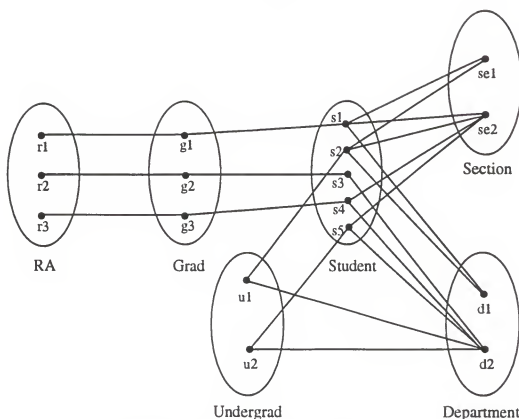 se1
se2
Section
s1
s2
s3
s4
s5
Student
r1
r2
r3
RA
g1
g2
g3
Grad
u1
u2
Undergrad
d1
d2
Department